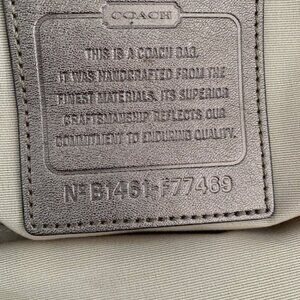 COACH
THIS IS A COACH BAG.
IT WAS HANDCRAFTED FROM THE
FINEST MATERIALS. ITS SUPERIOR
CRAFTSMANSHIP REFLECTS OUR
COMMITMENT TO ENDURING QUALITY.
Nº B1461-F77469